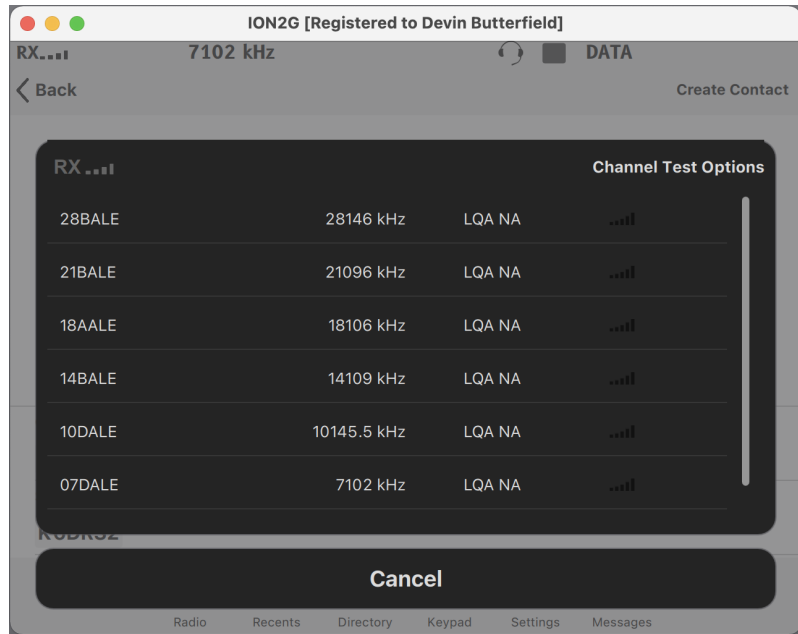 ION2G [Registered to Devin Butterfield]
RX 7102 kHz DATA
Back Create Contact
RX Channel Test Options
28BALE 28146 kHz LQA NA
21BALE 21096 kHz LQA NA
18AALE 18106 kHz LQA NA
14BALE 14109 kHz LQA NA
10DALE 10145.5 kHz LQA NA
07DALE 7102 kHz LQA NA
Cancel
Radio Recents Directory Keypad Settings Messages